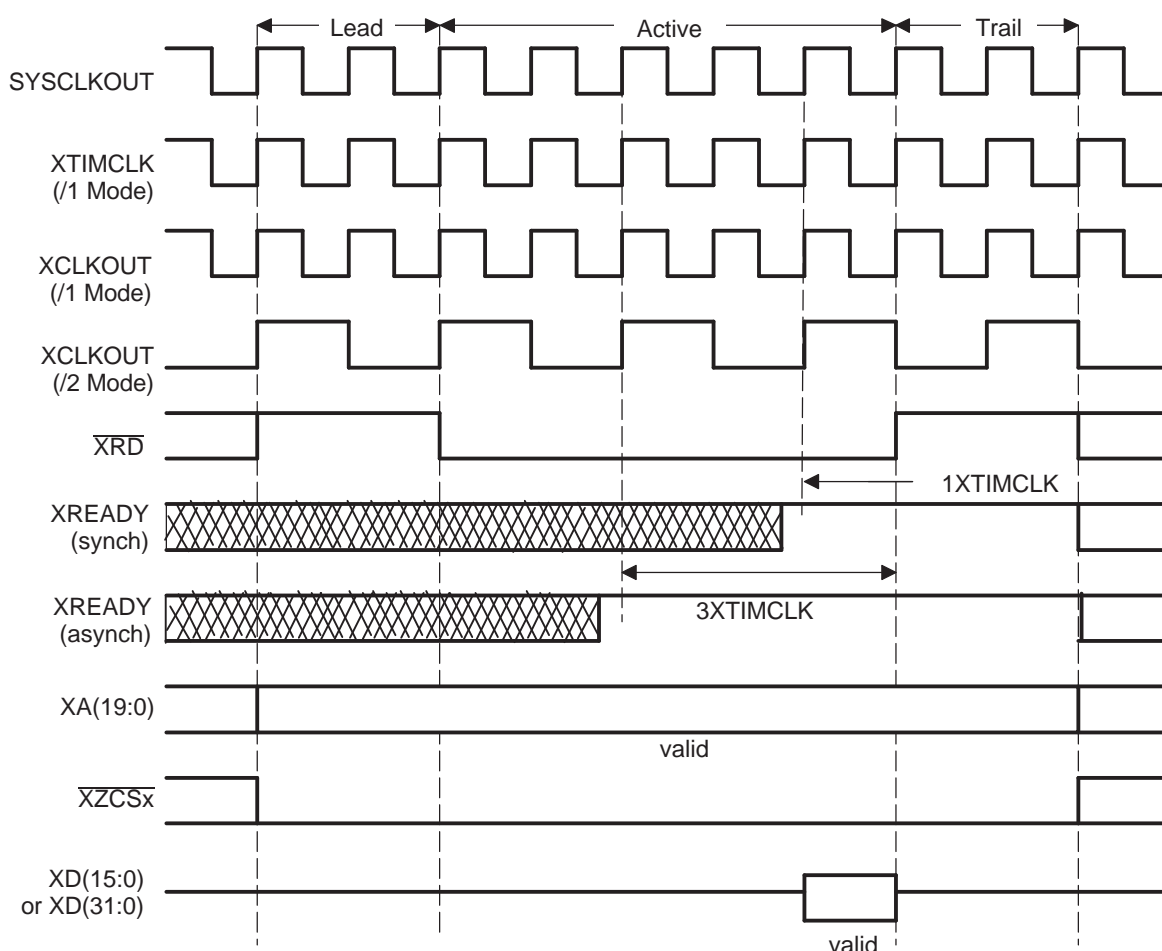 Lead
Active
Trail
SYSCLKOUT
XTIMCLK
(/1 Mode)
XCLKOUT
(/1 Mode)
XCLKOUT
(/2 Mode)
XRD
1XTIMCLK
XREADY
(synch)
3XTIMCLK
XREADY
(asynch)
XA(19:0)
valid
XZCSx
XD(15:0)
or XD(31:0)
valid